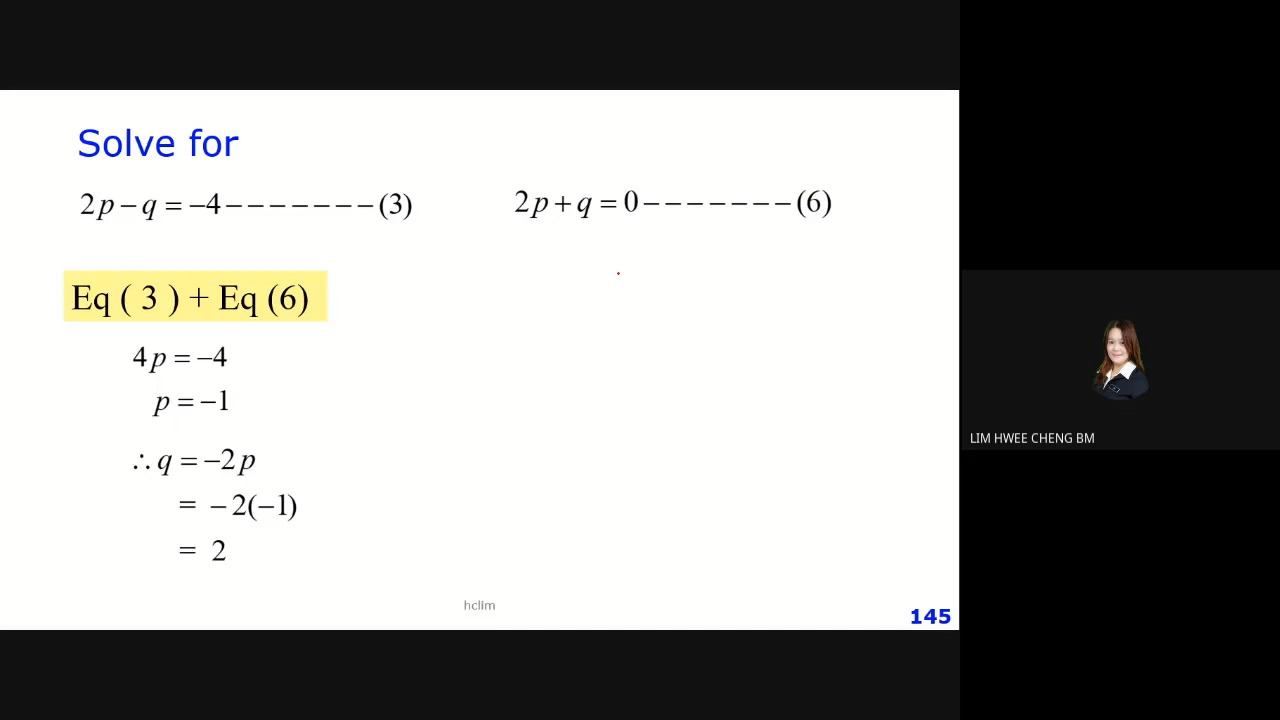 Solve for
2p − q = −4 − − − − − − − (3)
2p + q = 0 − − − − − − − (6)
Eq ( 3 ) + Eq (6)
4p = −4
p = −1
∴ q = −2p
= − 2(−1)
= 2
hclim
145
LIM HWEE CHENG BM